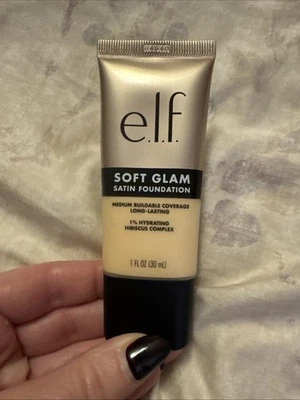 e.l.f.
SOFT GLAM
SATIN FOUNDATION
MEDIUM BUILDABLE COVERAGE
LONG-LASTING
1% HYDRATING
HIBISCUS COMPLEX
1 FL OZ (30 mL)